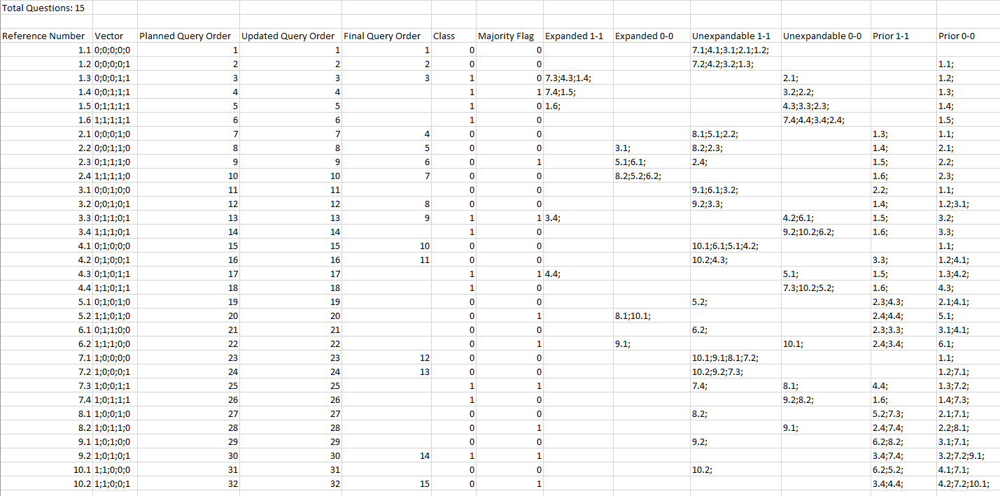 Total Questions: 15
Reference Number Vector Planned Query Order Updated Query Order Final Query Order Class Majority Flag Expanded 1-1 Expanded 0-0 Unexpandable 1-1 Unexpandable 0-0 Prior 1-1 Prior 0-0
1.1 0;0;0;0;0 1 1 1 0 0 7.1;4.1;3.1;2.1;1.2;
1.2 0;0;0;0;1 2 2 2 0 0 7.2;4.2;3.2;1.3; 1.1;
1.3 0;0;0;1;1 3 3 3 1 0 7.3;4.3;1.4; 2.1; 1.2;
1.4 0;0;1;1;1 4 4 1 1 7.4;1.5; 3.2;2.2; 1.3;
1.5 0;1;1;1;1 5 5 1 0 1.6; 4.3;3.3;2.3; 1.4;
1.6 1;1;1;1;1 6 6 1 0 7.4;4.4;3.4;2.4; 1.5;
2.1 0;0;0;1;0 7 7 4 0 0 8.1;5.1;2.2; 1.3; 1.1;
2.2 0;0;1;1;0 8 8 5 0 0 3.1; 8.2;2.3; 1.4; 2.1;
2.3 0;1;1;1;0 9 9 6 0 1 5.1;6.1; 2.4; 1.5; 2.2;
2.4 1;1;1;1;0 10 10 7 0 0 8.2;5.2;6.2; 1.6; 2.3;
3.1 0;0;1;0;0 11 11 0 0 9.1;6.1;3.2; 2.2; 1.1;
3.2 0;0;1;0;1 12 12 8 0 0 9.2;3.3; 1.4; 1.2;3.1;
3.3 0;1;1;0;1 13 13 9 1 1 3.4; 4.2;6.1; 1.5; 3.2;
3.4 1;1;1;0;1 14 14 1 0 9.2;10.2;6.2; 1.6; 3.3;
4.1 0;1;0;0;0 15 15 10 0 0 10.1;6.1;5.1;4.2; 1.1;
4.2 0;1;0;0;1 16 16 11 0 0 10.2;4.3; 3.3; 1.2;4.1;
4.3 0;1;0;1;1 17 17 1 1 4.4; 5.1; 1.5; 1.3;4.2;
4.4 1;1;0;1;1 18 18 1 0 7.3;10.2;5.2; 1.6; 4.3;
5.1 0;1;0;1;0 19 19 0 0 5.2; 2.3;4.3; 2.1;4.1;
5.2 1;1;0;1;0 20 20 0 1 8.1;10.1; 2.4;4.4; 5.1;
6.1 0;1;1;0;0 21 21 0 0 6.2; 2.3;3.3; 3.1;4.1;
6.2 1;1;1;0;0 22 22 0 1 9.1; 10.1; 2.4;3.4; 6.1;
7.1 1;0;0;0;0 23 23 12 0 0 10.1;9.1;8.1;7.2; 1.1;
7.2 1;0;0;0;1 24 24 13 0 0 10.2;9.2;7.3; 1.2;7.1;
7.3 1;0;0;1;1 25 25 1 1 7.4; 8.1; 4.4; 1.3;7.2;
7.4 1;0;1;1;1 26 26 1 0 9.2;8.2; 1.6; 1.4;7.3;
8.1 1;0;0;1;0 27 27 0 0 8.2; 5.2;7.3; 2.1;7.1;
8.2 1;0;1;1;0 28 28 0 1 9.1; 2.4;7.4; 2.2;8.1;
9.1 1;0;1;0;0 29 29 0 0 9.2; 6.2;8.2; 3.1;7.1;
9.2 1;0;1;0;1 30 30 14 1 1 3.4;7.4; 3.2;7.2;9.1;
10.1 1;1;0;0;0 31 31 0 0 10.2; 6.2;5.2; 4.1;7.1;
10.2 1;1;0;0;1 32 32 15 0 1 3.4;4.4; 4.2;7.2;10.1;